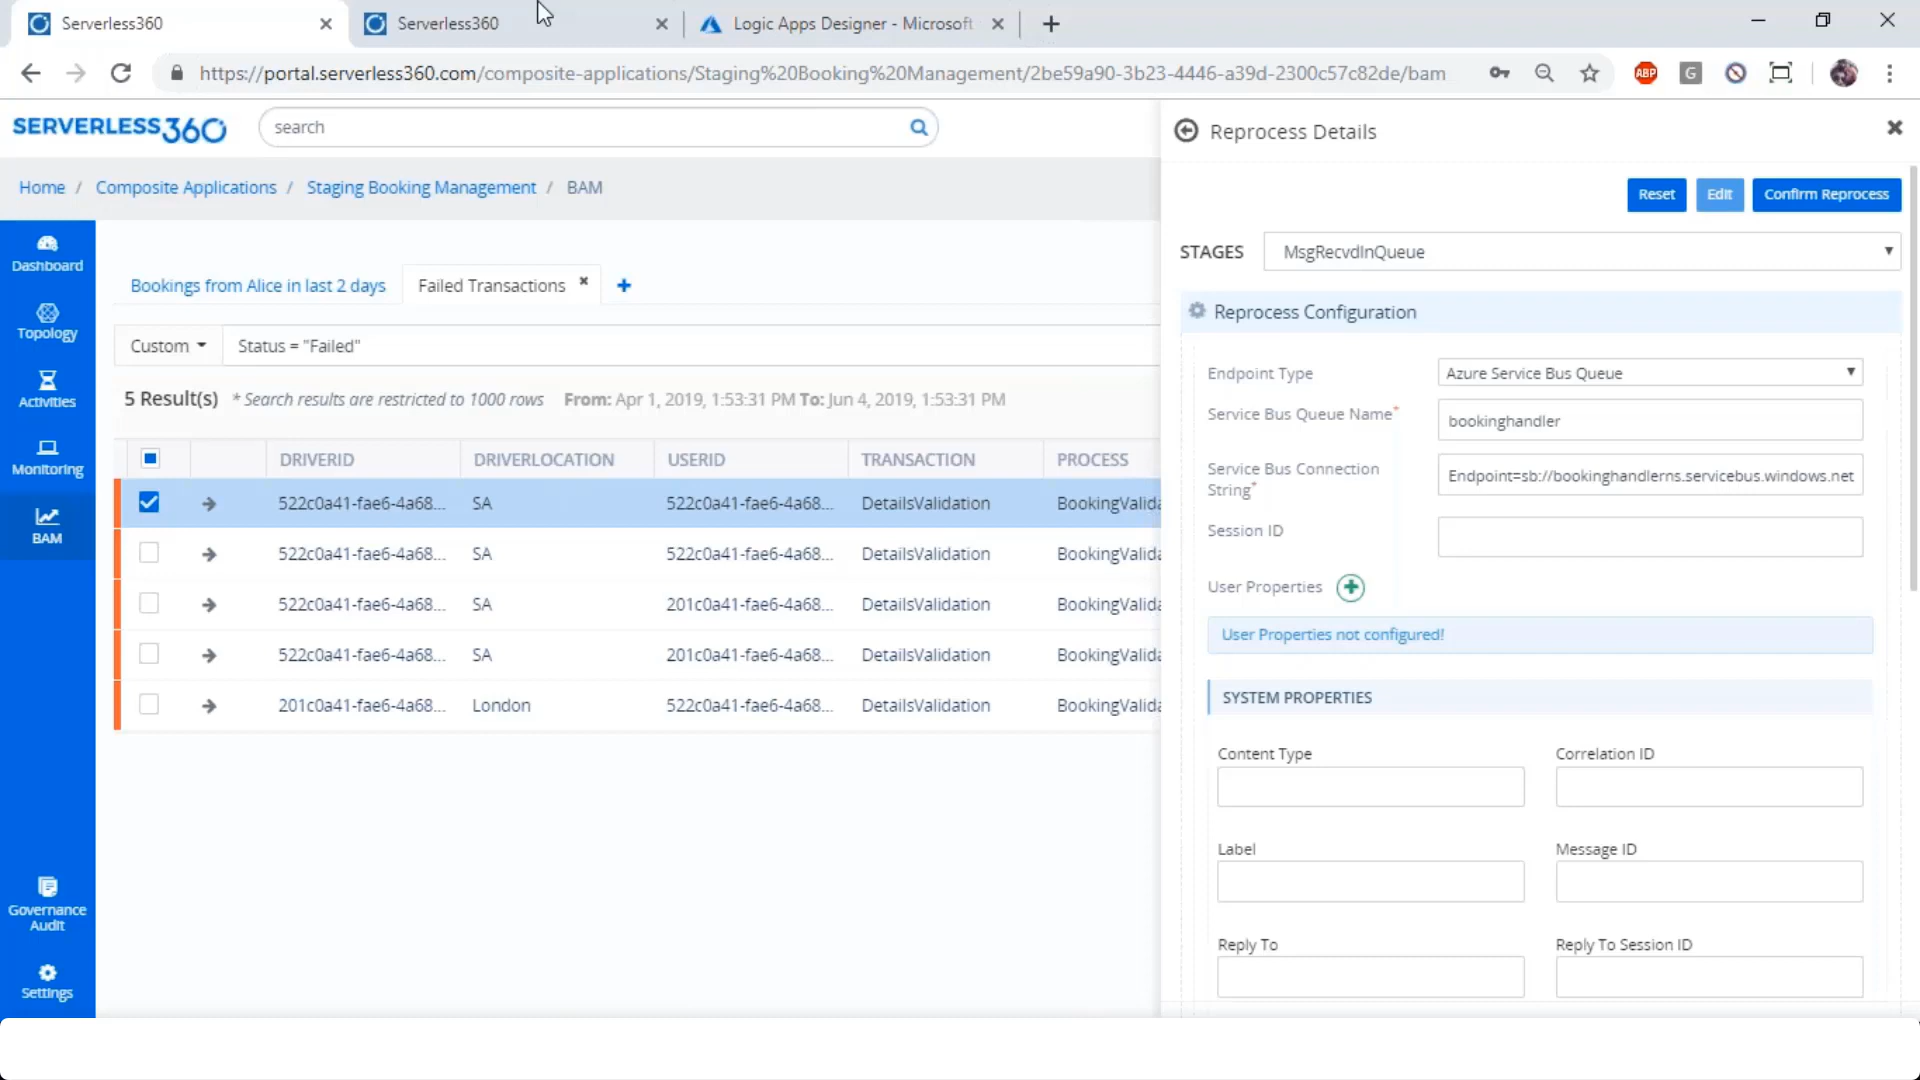 Serverless360
Serverless360
Logic Apps Designer - Microsoft
https://portal.serverless360.com/composite-applications/Staging%20Booking%20Management/2be59a90-3b23-4446-a39d-2300c57c82de/bam
ABP
G
SERVERLESS360
search
Home / Composite Applications / Staging Booking Management / BAM
Dashboard
Topology
Activities
Monitoring
BAM
Governance
Audit
Settings
Bookings from Alice in last 2 days
Failed Transactions
Custom
Status = "Failed"
5 Result(s) * Search results are restricted to 1000 rows From: Apr 1, 2019, 1:53:31 PM To: Jun 4, 2019, 1:53:31 PM
DRIVERID DRIVERLOCATION USERID TRANSACTION PROCESS
522c0a41-fae6-4a68... SA 522c0a41-fae6-4a68... DetailsValidation BookingValida
522c0a41-fae6-4a68... SA 522c0a41-fae6-4a68... DetailsValidation BookingValida
522c0a41-fae6-4a68... SA 201c0a41-fae6-4a68... DetailsValidation BookingValida
522c0a41-fae6-4a68... SA 201c0a41-fae6-4a68... DetailsValidation BookingValida
201c0a41-fae6-4a68... London 522c0a41-fae6-4a68... DetailsValidation BookingValida
Reprocess Details
Reset Edit Confirm Reprocess
STAGES MsgRecvdInQueue
Reprocess Configuration
Endpoint Type Azure Service Bus Queue
Service Bus Queue Name* bookinghandler
Service Bus Connection
String*
Endpoint=sb://bookinghandlerns.servicebus.windows.net
Session ID
User Properties
User Properties not configured!
SYSTEM PROPERTIES
Content Type Correlation ID
Label Message ID
Reply To Reply To Session ID